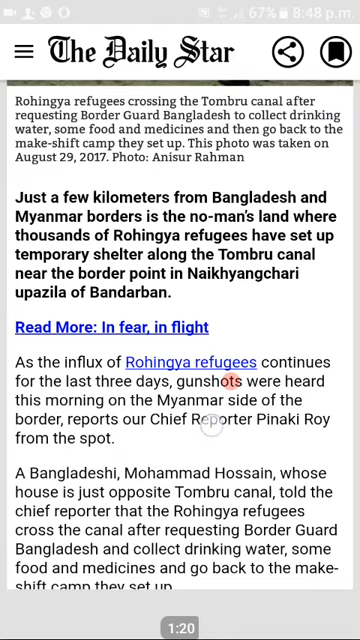 67% 8:48 p.m.
The Daily Star
Rohingya refugees crossing the Tombru canal after
requesting Border Guard Bangladesh to collect drinking
water, some food and medicines and then go back to the
make-shift camp they set up. This photo was taken on
August 29, 2017. Photo: Anisur Rahman
Just a few kilometers from Bangladesh and
Myanmar borders is the no-man's land where
thousands of Rohingya refugees have set up
temporary shelter along the Tombru canal
near the border point in Naikhyangchari
upazila of Bandarban.
Read More: In fear, in flight
As the influx of Rohingya refugees continues
for the last three days, gunshots were heard
this morning on the Myanmar side of the
border, reports our Chief Reporter Pinaki Roy
from the spot.
A Bangladeshi, Mohammad Hossain, whose
house is just opposite Tombru canal, told the
chief reporter that the Rohingya refugees
cross the canal after requesting Border Guard
Bangladesh and collect drinking water, some
food and medicines and go back to the make-
shift camp they set up.
1:20